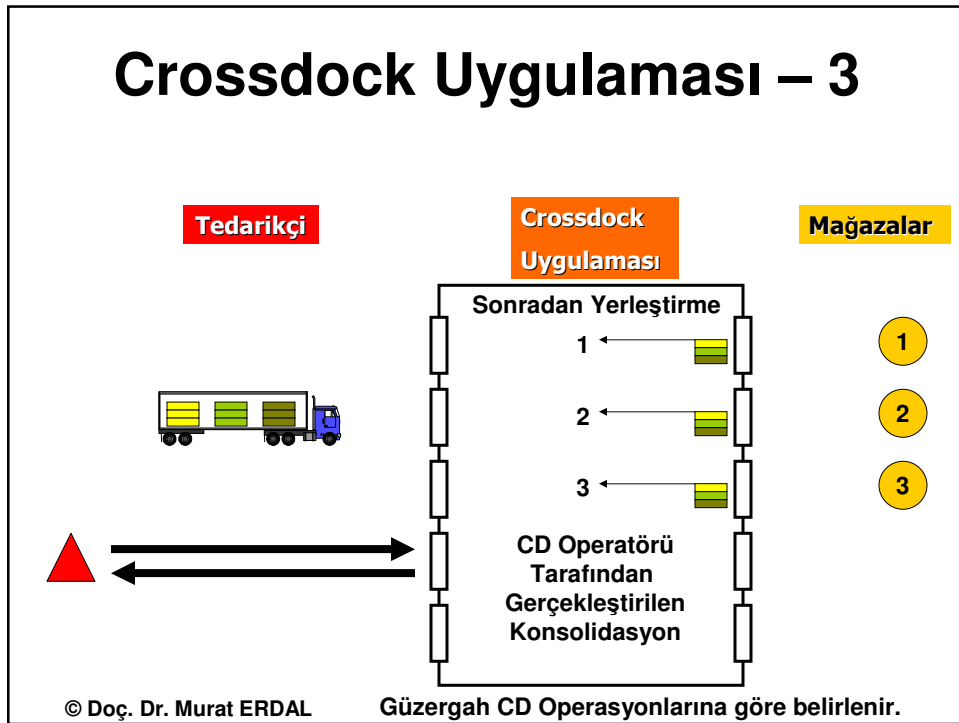 Crossdock Uygulaması – 3
Tedarikçi
Crossdock
Uygulaması
Mağazalar
Sonradan Yerleştirme
1
1
2
2
3
3
CD Operatörü
Tarafından
Gerçekleştirilen
Konsolidasyon
© Doç. Dr. Murat ERDAL
Güzergah CD Operasyonlarına göre belirlenir.